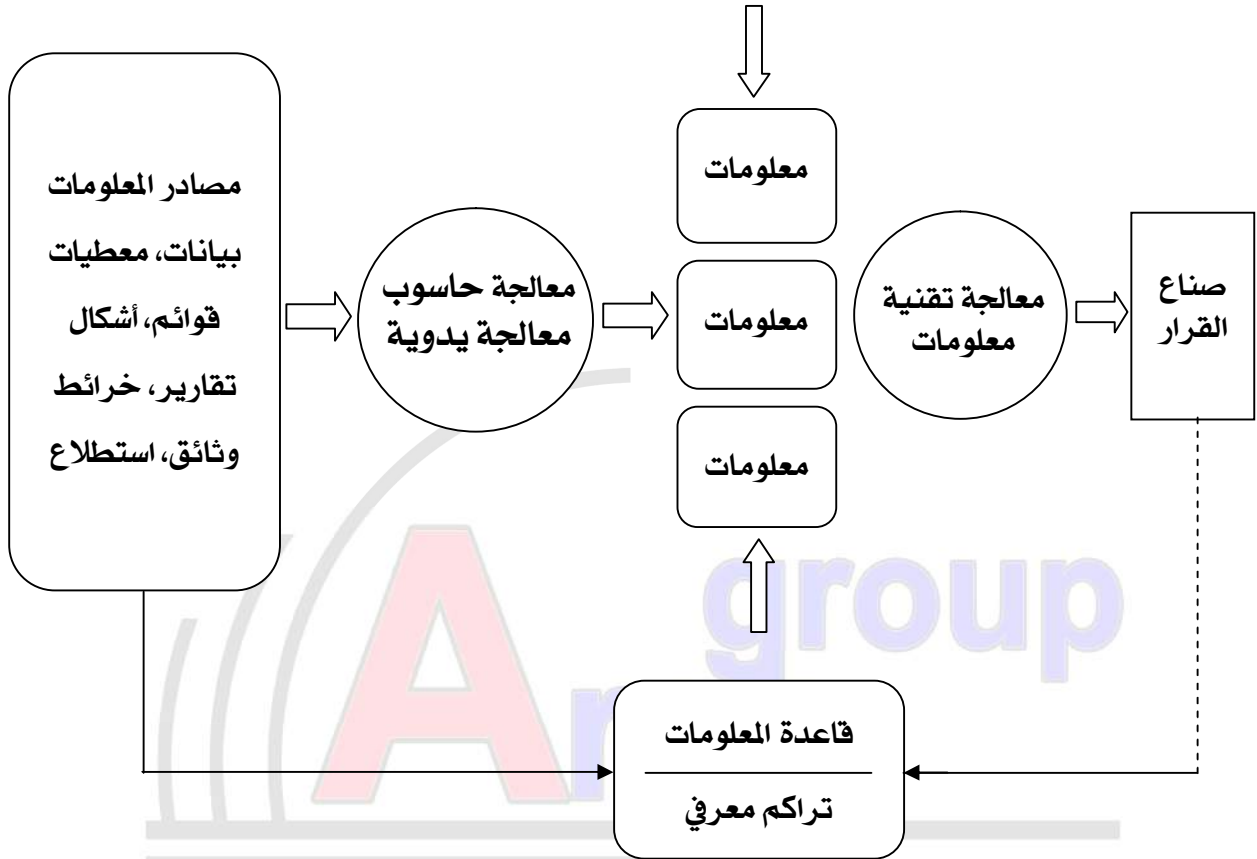 مصادر المعلومات
بيانات، معطيات
قوائم، أشكال
تقارير، خرائط
وثائق، استطلاع
معالجة حاسوب
معالجة يدوية
معلومات
معلومات
معلومات
معالجة تقنية
معلومات
صناع
القرار
قاعدة المعلومات
تراكم معرفي
group